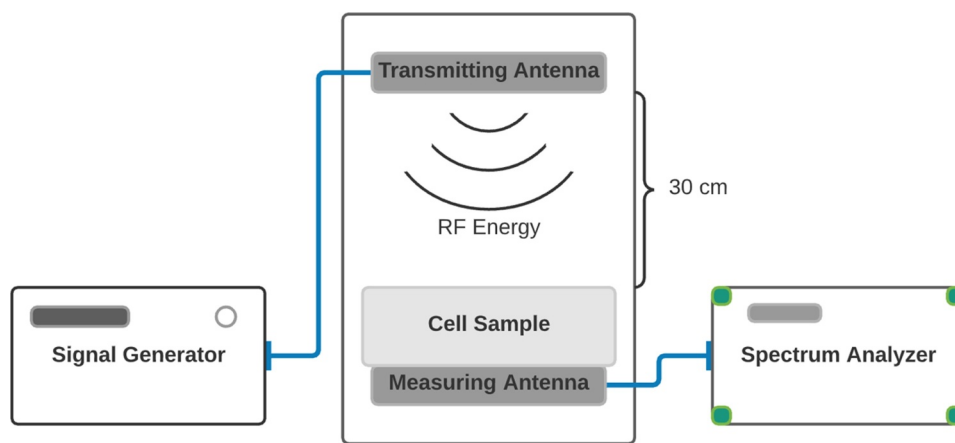 Transmitting Antenna
30 cm
RF Energy
Cell Sample
Signal Generator
Spectrum Analyzer
Measuring Antenna